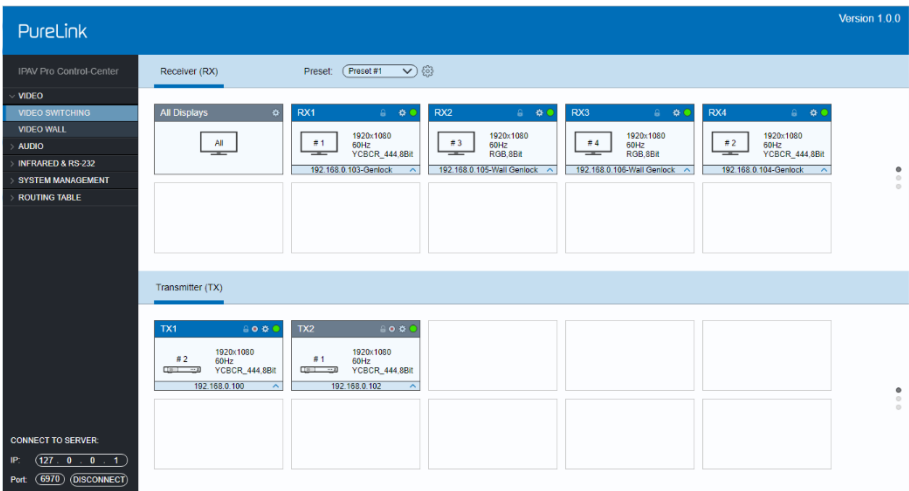 Version 1.0.0
PureLink
IPAV Pro Control-Center
Receiver (RX)
Preset:
Preset #1
VIDEO
VIDEO SWITCHING
VIDEO WALL
AUDIO
INFRARED & RS-232
SYSTEM MANAGEMENT
ROUTING TABLE
All Displays
All
RX1
# 1
1920x1080
60Hz
YCBCR_444,8Bit
192.168.0.103-Genlock
RX2
# 3
1920x1080
60Hz
RGB,8Bit
192.168.0.105-Wall Genlock
RX3
# 4
1920x1080
60Hz
RGB,8Bit
192.168.0.106-Wall Genlock
RX4
# 2
1920x1080
60Hz
YCBCR_444,8Bit
192.168.0.104-Genlock
Transmitter (TX)
TX1
# 2
1920x1080
60Hz
YCBCR_444,8Bit
192.168.0.100
TX2
# 1
1920x1080
60Hz
YCBCR_444,8Bit
192.168.0.102
CONNECT TO SERVER:
IP: 127 . 0 . 0 . 1
Port: 6970 DISCONNECT